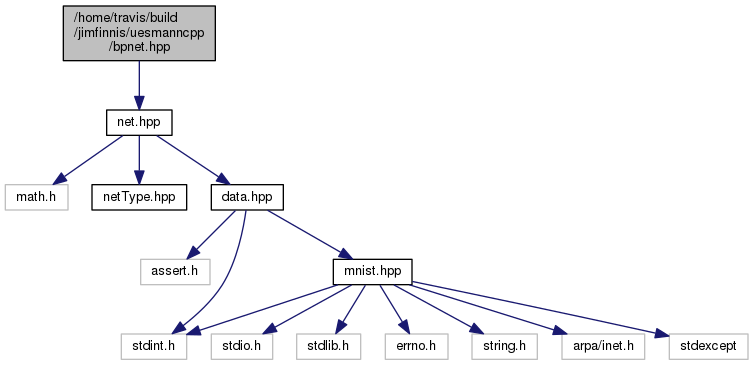 /home/travis/build
/jimfinnis/uesmanncpp
/bpnet.hpp
net.hpp
math.h
netType.hpp
data.hpp
assert.h
mnist.hpp
stdint.h
stdio.h
stdlib.h
errno.h
string.h
arpa/inet.h
stdexcept